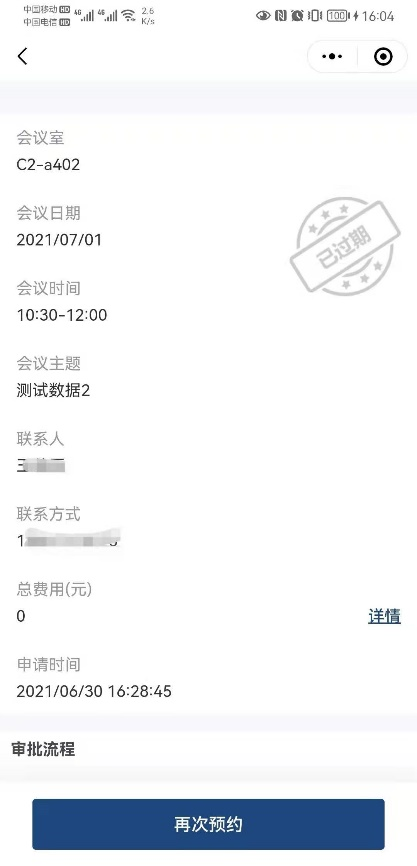 中国移动 HD 4G 4G 2.6
中国电信 HD K/s
100 16:04
会议室
C2-a402
会议日期
2021/07/01
已过期
会议时间
10:30-12:00
会议主题
测试数据2
联系人
联系方式
总费用(元)
0 详情
申请时间
2021/06/30 16:28:45
审批流程
再次预约